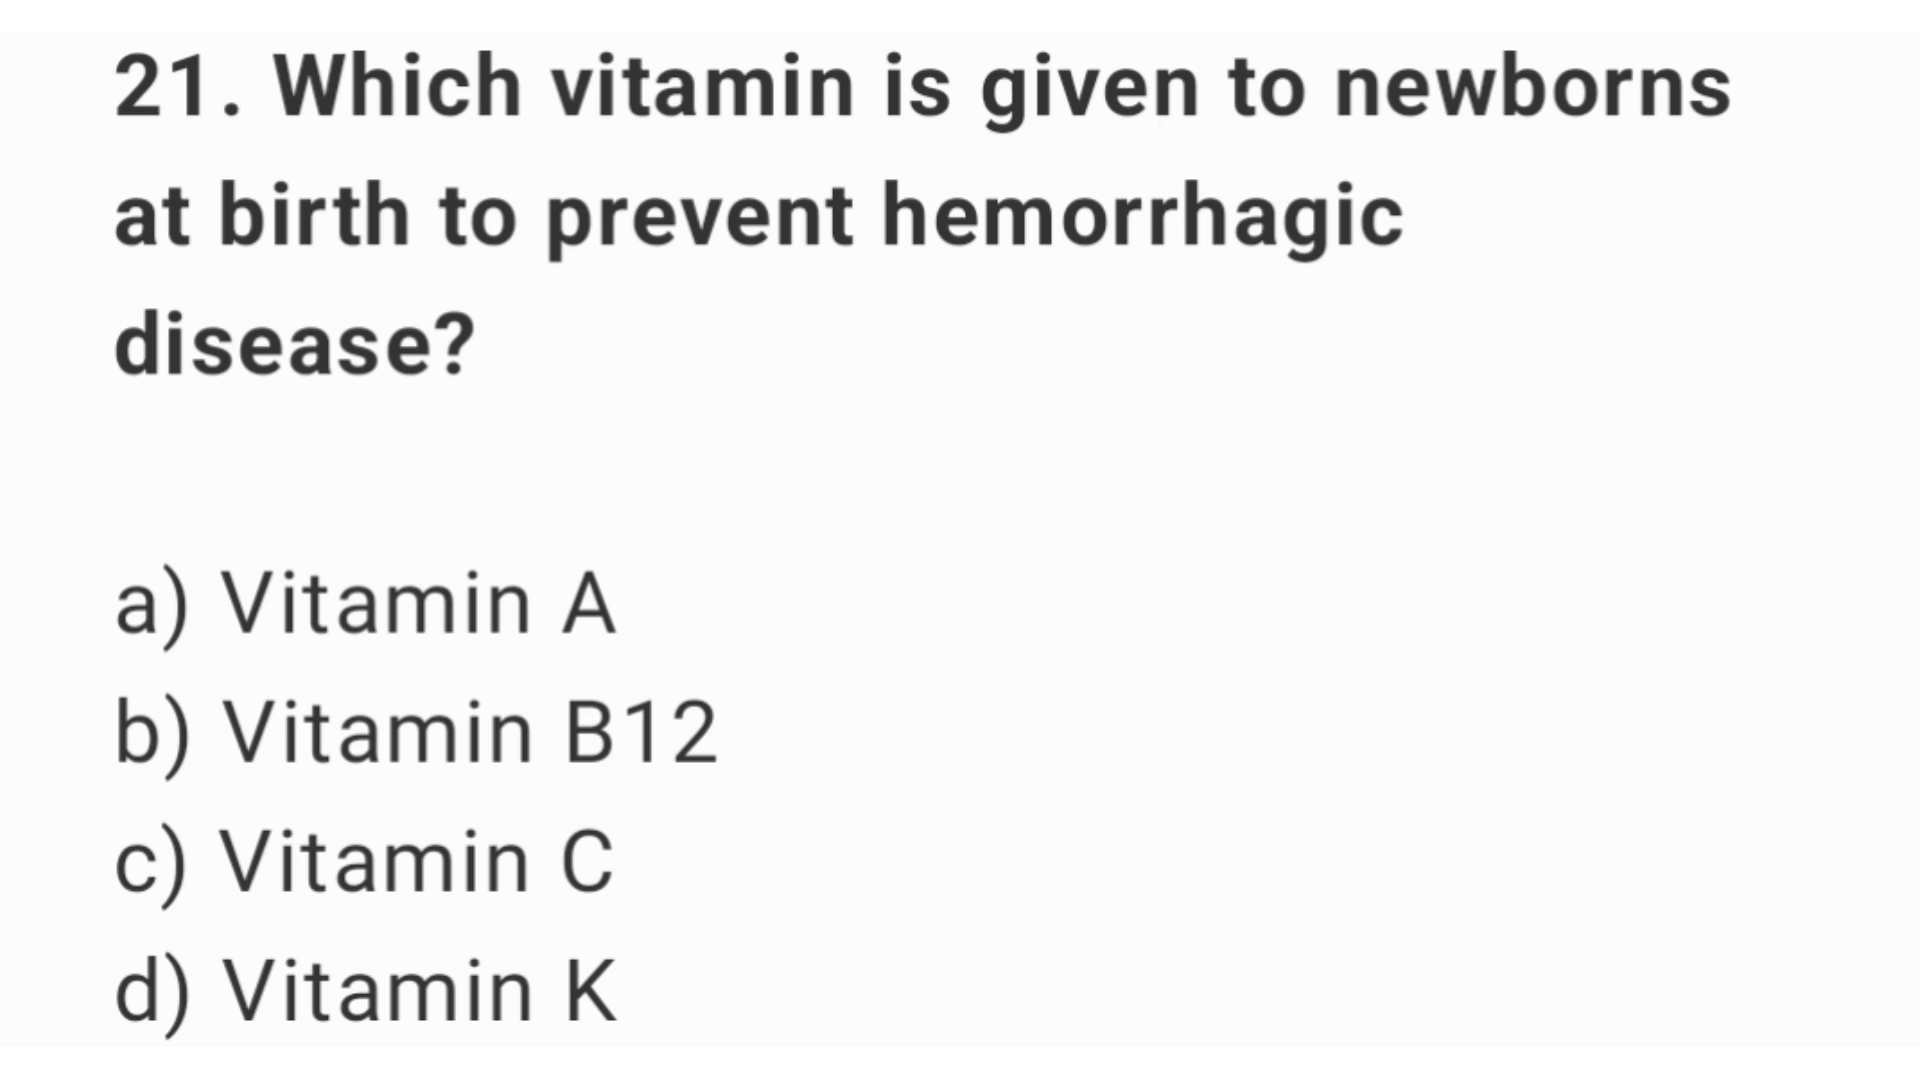 21. Which vitamin is given to newborns
at birth to prevent hemorrhagic
disease?
a) Vitamin A
b) Vitamin B12
c) Vitamin C
d) Vitamin K